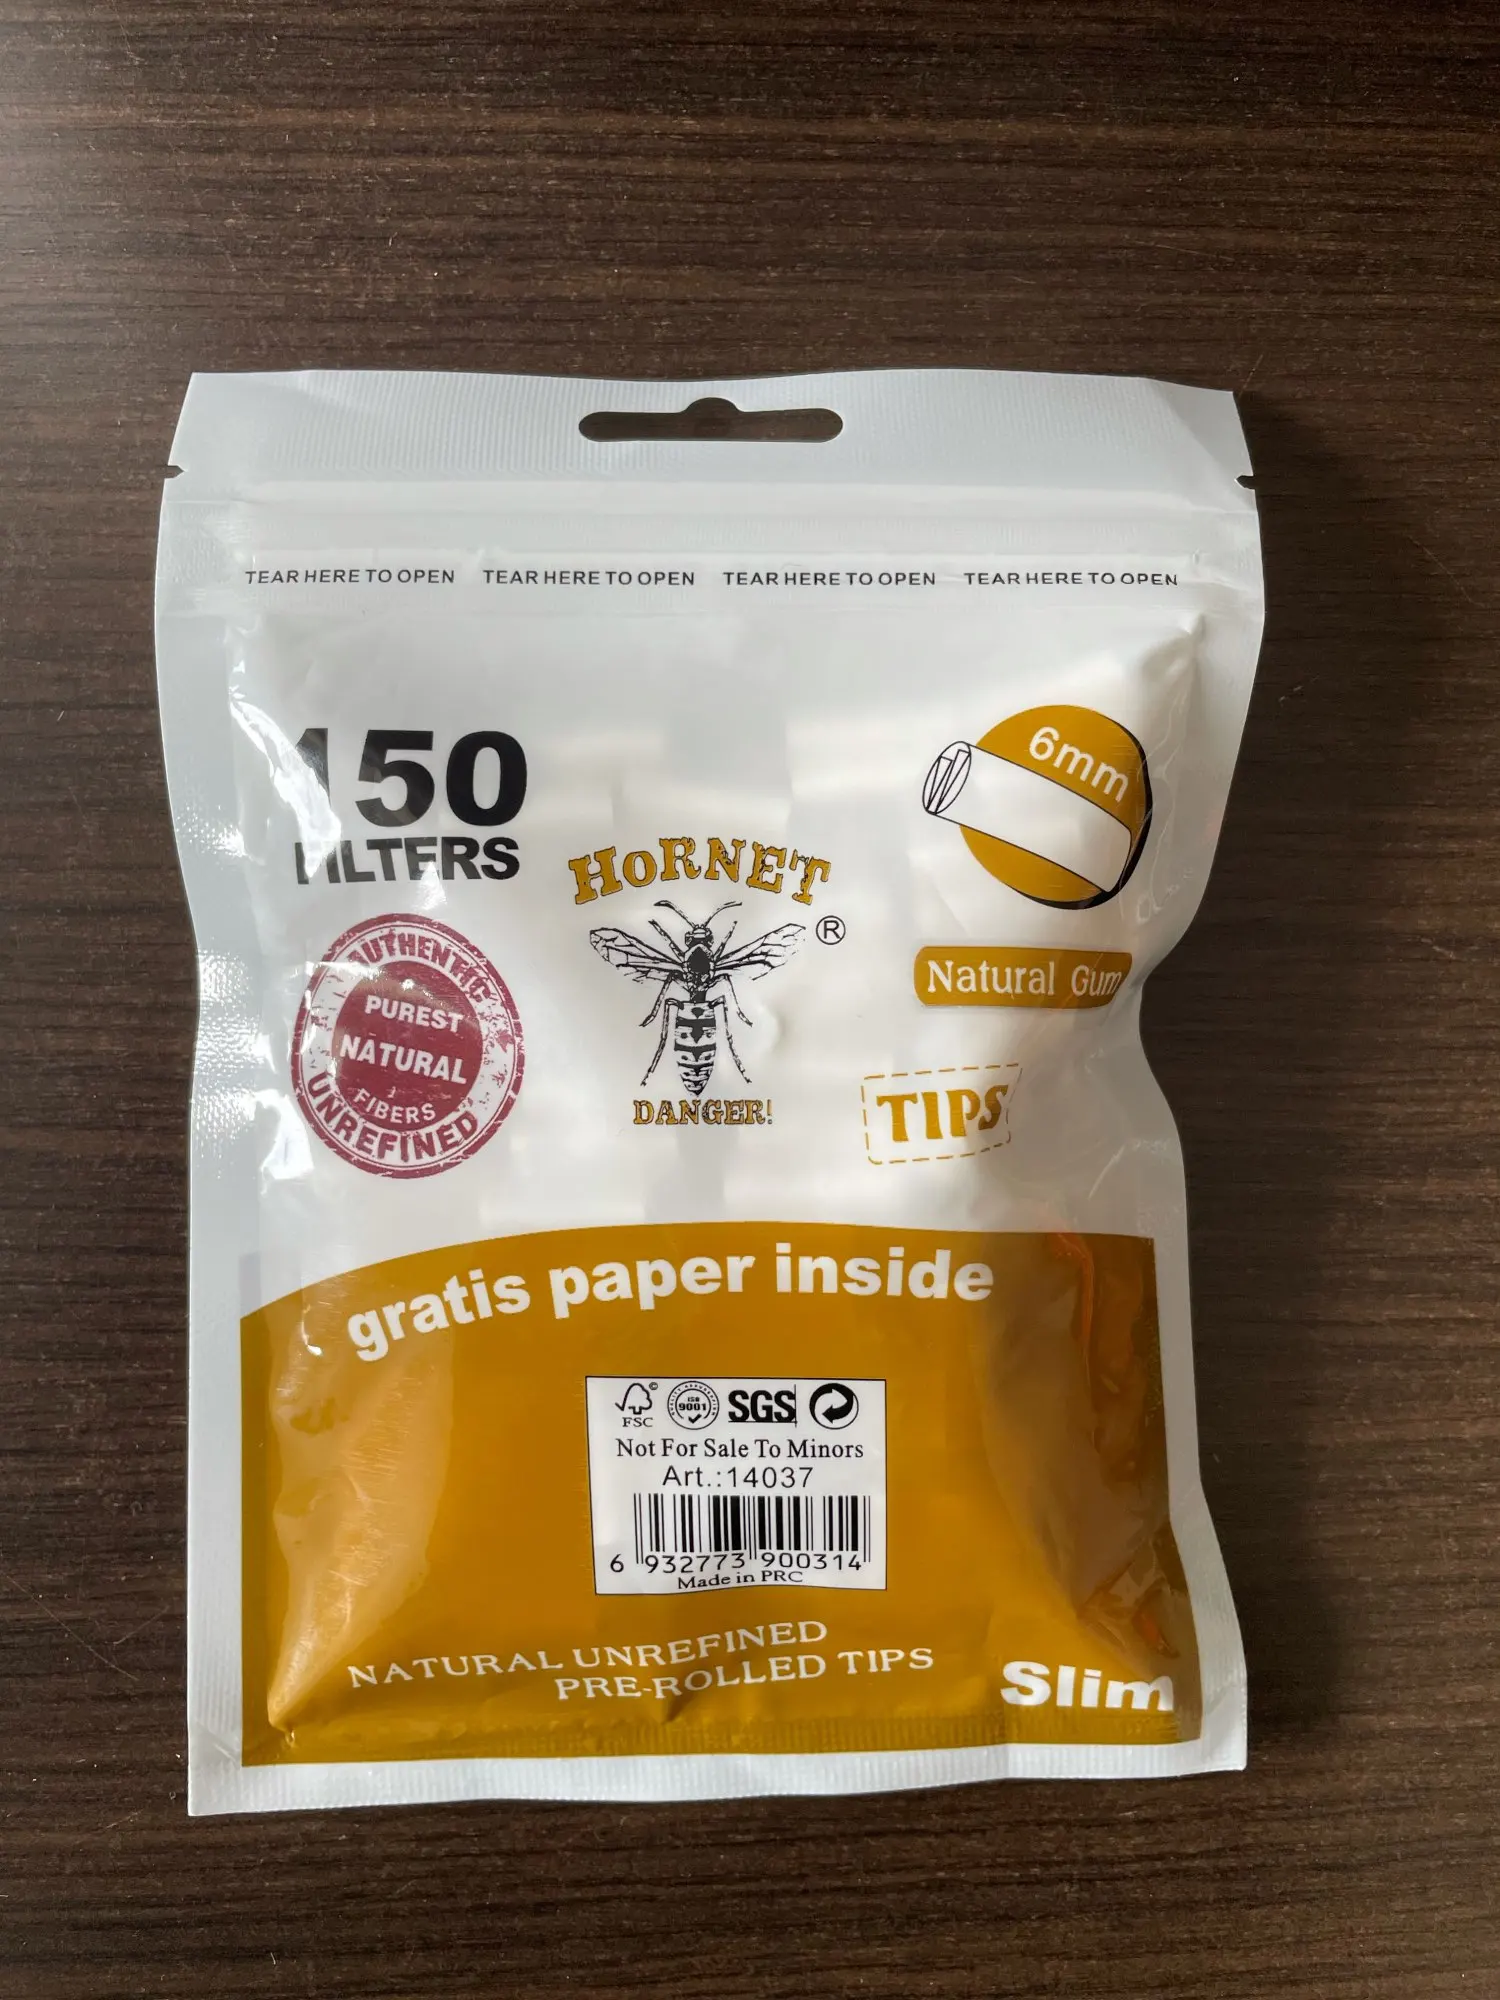 TEAR HERE TO OPEN TEAR HERE TO OPEN TEAR HERE TO OPEN TEAR HERE TO OPEN
150
FILTERS
6mm
HORNET
®
DANGER!
AUTHENTIC
PUREST
NATURAL
FIBERS
UNREFINED
Natural Gum
TIPS
gratis paper inside
FSC
©
ISO
9001
SGS
Not For Sale To Minors
Art.:14037
6 932773 900314
Made in PRC
NATURAL UNREFINED
PRE-ROLLED TIPS
Slim